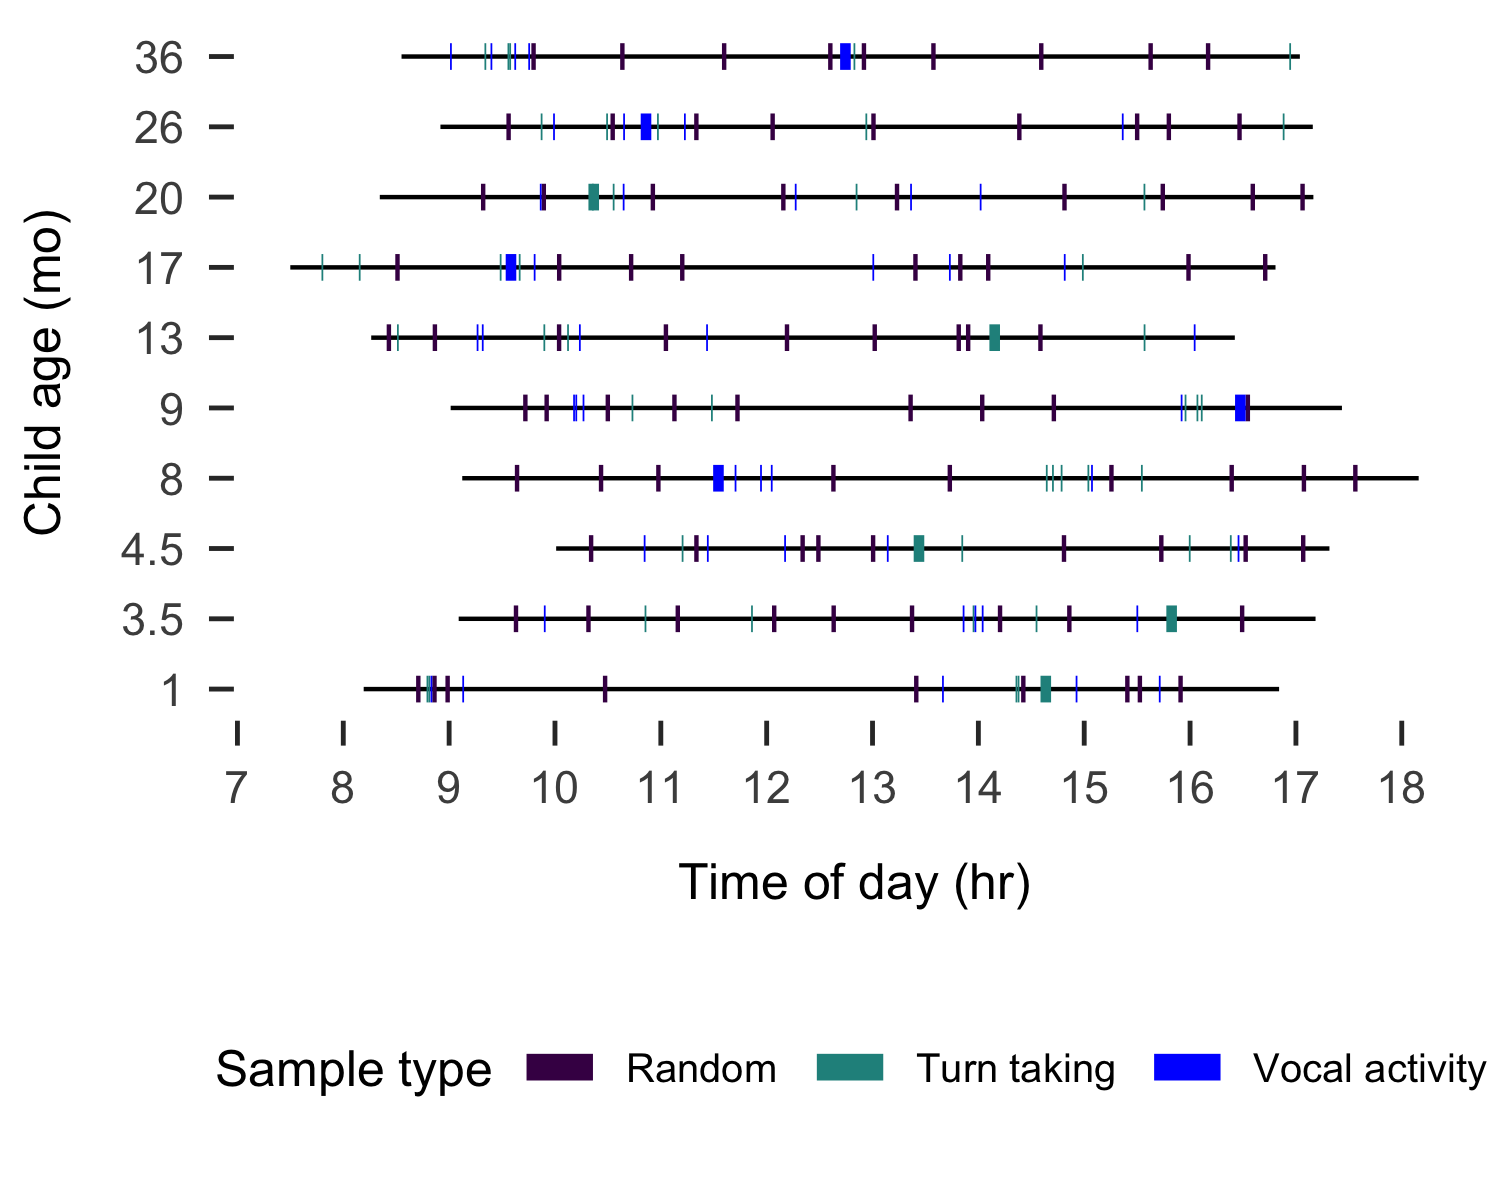 Child age (mo)
36
26
20
17
13
9
8
4.5
3.5
1
7 8 9 10 11 12 13 14 15 16 17 18
Time of day (hr)
Sample type Random Turn taking Vocal activity